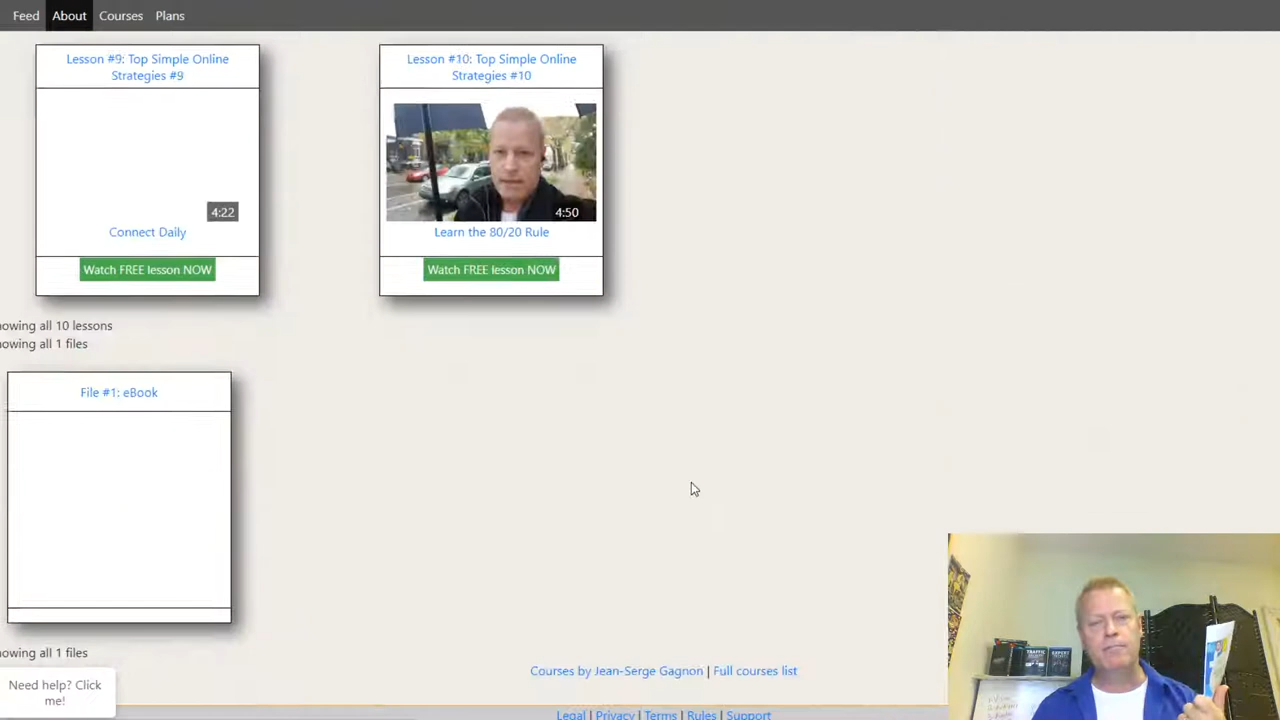 Feed About Courses Plans
Lesson #9: Top Simple Online
Strategies #9
4:22
Connect Daily
Watch FREE lesson NOW
Lesson #10: Top Simple Online
Strategies #10
4:50
Learn the 80/20 Rule
Watch FREE lesson NOW
owing all 10 lessons
owing all 1 files
File #1: eBook
owing all 1 files
Need help? Click
me!
Courses by Jean-Serge Gagnon | Full courses list
Legal | Privacy | Terms | Rules | Support
TRAFFIC
EXPERT